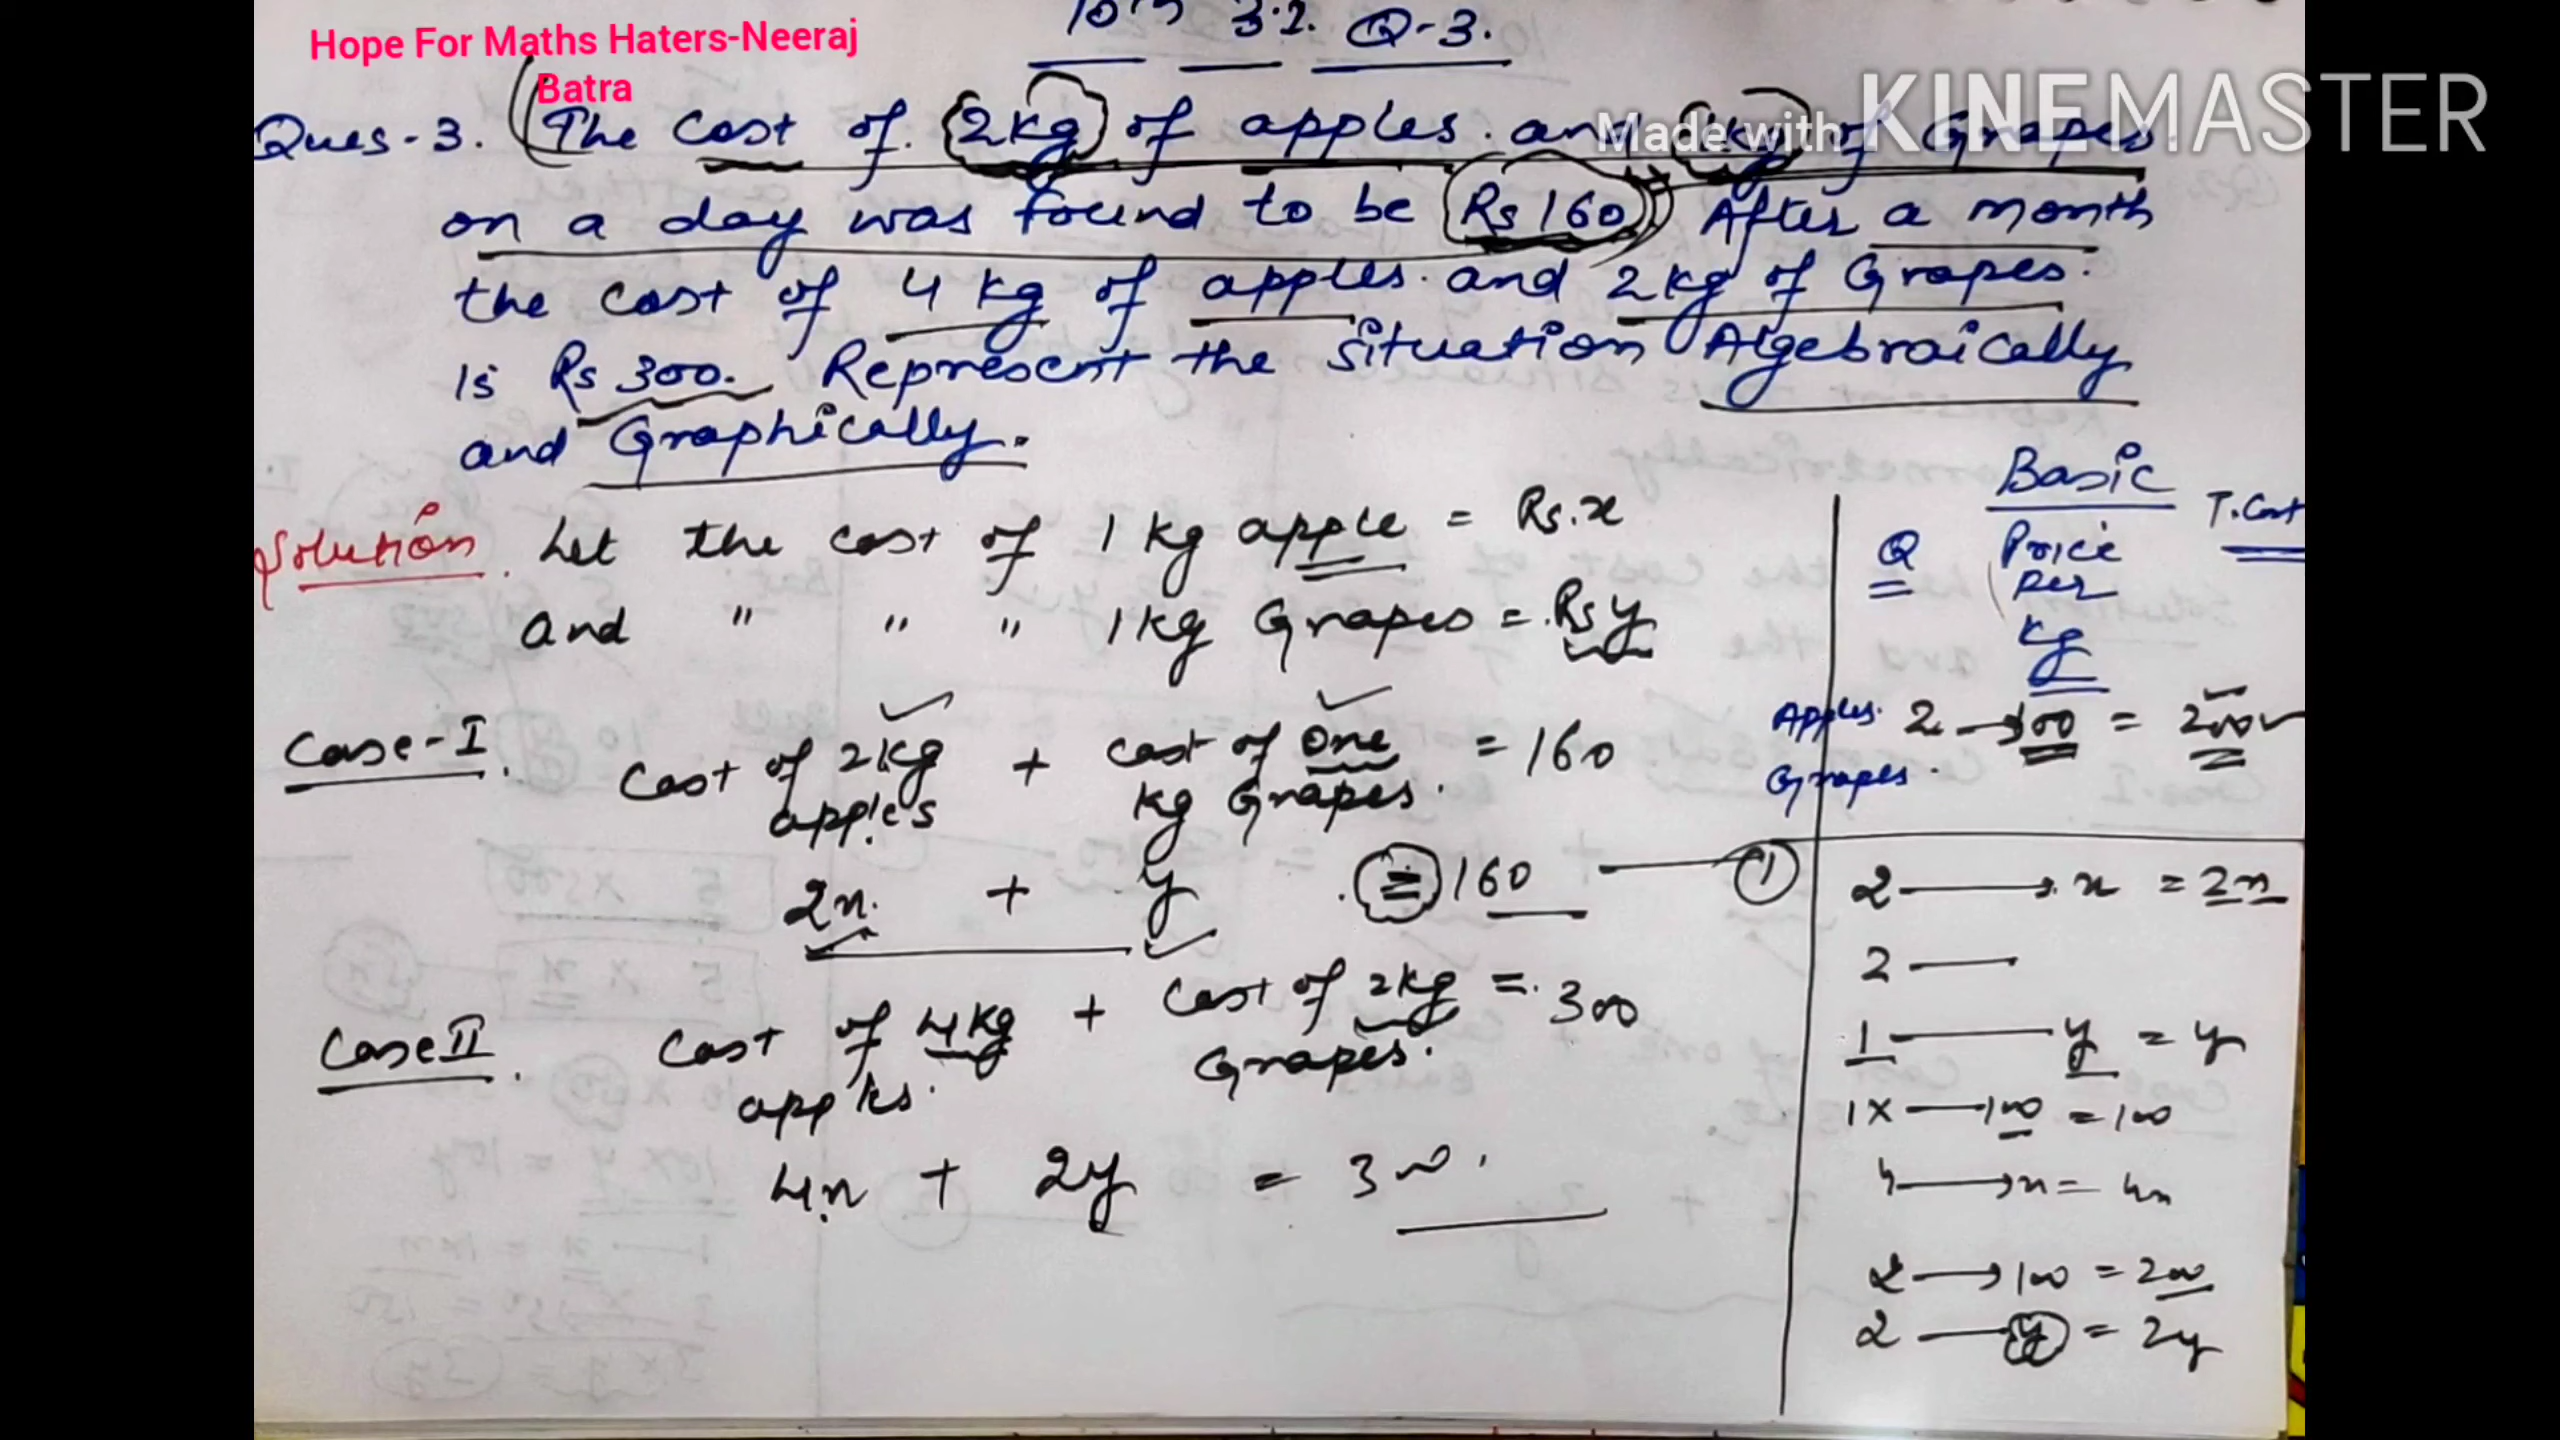 Hope For Maths Haters-Neeraj
Batra
10th 3.2. Q-3.
Made with KINEMASTER
Ques-3. (The cost of 2kg of apples and 1kg of Grapes
on a day was found to be Rs 160) After a month
the cost of 4 kg of apples and 2kg of Grapes.
is Rs 300. Represent the situation Algebraically
and Graphically.
Solution. Let the cost of 1 kg apple = Rs. x
and " " " 1kg Grapes = Rs y
Case-I. Cost of 2kg apples + cost of one kg Grapes. = 160
2x + y = 160 — 1
Case II. Cost of 4kg apples. + Cost of 2kg Grapes. = 300
4x + 2y = 300.
Basic
Q Price per kg T. Cost
Apples. 2 → 100 = 200
Grapes.
2 → x = 2x
2 —
1 — y = y
1x — 100 = 100
4 → x = 4x
2 → 100 = 200
2 — y = 2y